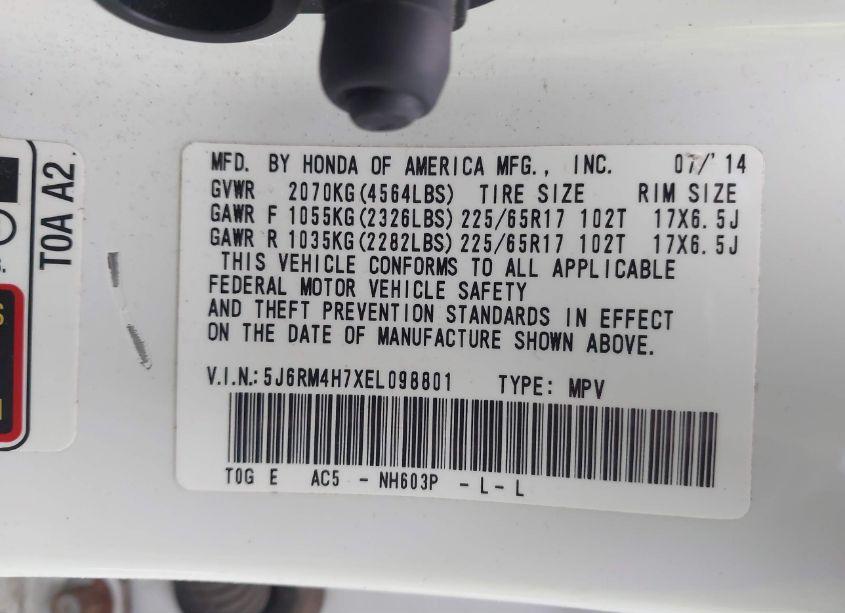 MFD. BY HONDA OF AMERICA MFG., INC. 07/'14
GVWR 2070KG(4564LBS) TIRE SIZE RIM SIZE
GAWR F 1055KG(2326LBS) 225/65R17 102T 17X6.5J
GAWR R 1035KG(2282LBS) 225/65R17 102T 17X6.5J
THIS VEHICLE CONFORMS TO ALL APPLICABLE
FEDERAL MOTOR VEHICLE SAFETY
AND THEFT PREVENTION STANDARDS IN EFFECT
ON THE DATE OF MANUFACTURE SHOWN ABOVE.
V.I.N.: 5J6RM4H7XEL098801 TYPE: MPV
T0G E AC5 - NH603P - L - L
T0A A2